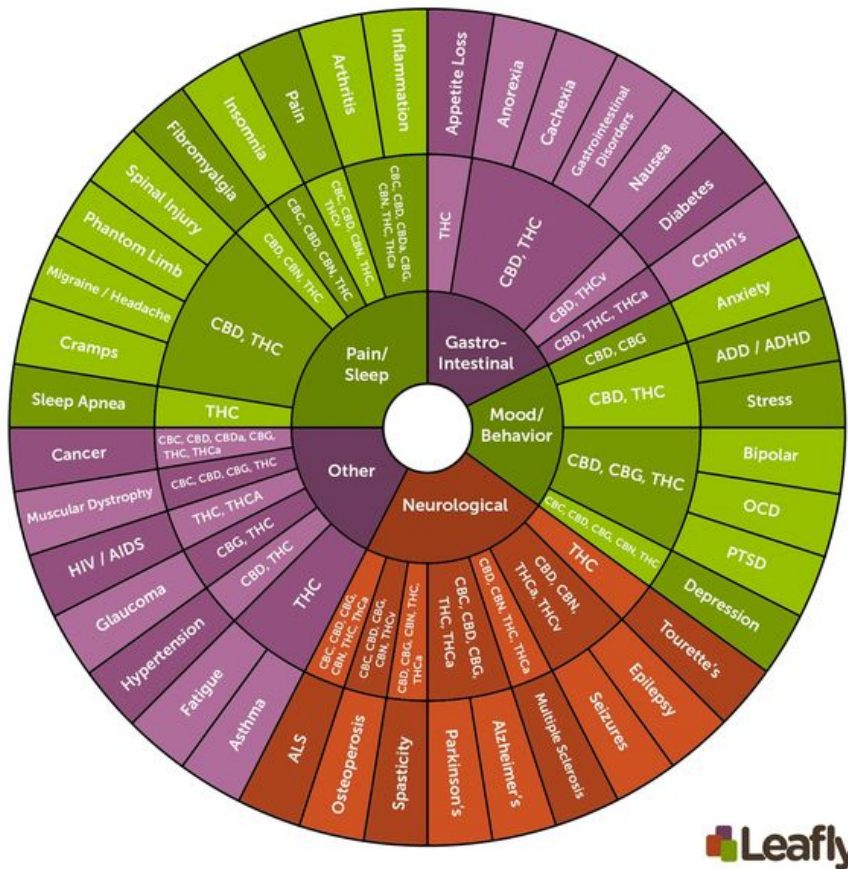 Pain/
Sleep
Gastro-
Intestinal
Mood/
Behavior
Neurological
Other
Appetite Loss
Anorexia
Cachexia
Gastrointestinal
Disorders
Nausea
Diabetes
Crohn's
THC
CBD, THC
CBD, THCv
CBD, THC, THCa
Anxiety
ADD / ADHD
Stress
Bipolar
OCD
PTSD
Depression
CBD, CBG
CBD, THC
CBD, CBG, THC
CBC, CBD, CBG, CBN, THC
Tourette's
Epilepsy
Seizures
Multiple Sclerosis
Alzheimer's
Parkinson's
Spasticity
Osteoperosis
ALS
THC
CBD, CBN,
THCa, THCv
CBD, CBN, THC, THCa
CBC, CBD, CBG,
THC, THCa
CBD, CBG, CBN, THC,
THCa
CBC, CBD, CBG,
CBN, THCv
CBC, CBD, CBG,
CBN, THC, ThCa
Asthma
Fatigue
Hypertension
Glaucoma
HIV / AIDS
Muscular Dystrophy
Cancer
THC
CBD, THC
CBG, THC
THC, THCA
CBC, CBD, CBG, THC
CBC, CBD, CBDa, CBG,
THC, THCa
Sleep Apnea
Cramps
Migraine / Headache
Phantom Limb
Spinal Injury
Fibromyalgia
Insomnia
Pain
Arthritis
Inflammation
THC
CBD, THC
CBD, CBN, THC
CBC, CBD, CBN, THC
CBC, CBD, CBN, THC,
THCv
CBC, CBD, CBDa, CBG,
CBN, THC, THCa
Leafly